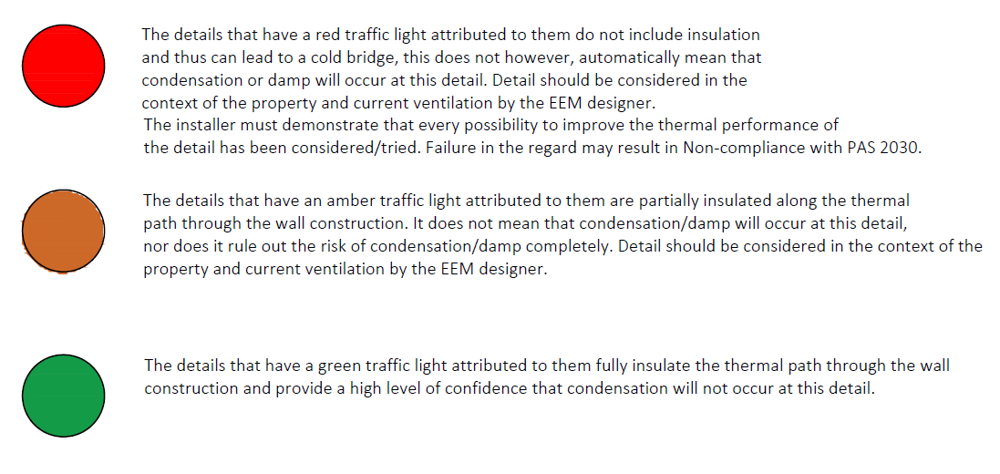 The details that have a red traffic light attributed to them do not include insulation
and thus can lead to a cold bridge, this does not however, automatically mean that
condensation or damp will occur at this detail. Detail should be considered in the
context of the property and current ventilation by the EEM designer.
The installer must demonstrate that every possibility to improve the thermal performance of
the detail has been considered/tried. Failure in the regard may result in Non-compliance with PAS 2030.
The details that have an amber traffic light attributed to them are partially insulated along the thermal
path through the wall construction. It does not mean that condensation/damp will occur at this detail,
nor does it rule out the risk of condensation/damp completely. Detail should be considered in the context of the
property and current ventilation by the EEM designer.
The details that have a green traffic light attributed to them fully insulate the thermal path through the wall
construction and provide a high level of confidence that condensation will not occur at this detail.